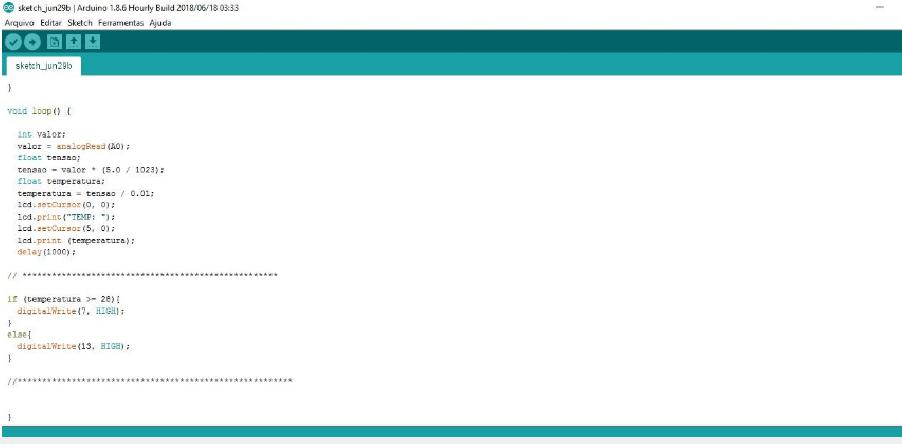 sketch_jun29b | Arduino 1.8.6 Hourly Build 2018/06/18 03:33
Arquivo Editar Sketch Ferramentas Ajuda
sketch_jun29b
}
void loop() {
int valor;
valor = analogRead(A0);
float tensao;
tensao = valor * (5.0 / 1023);
float temperatura;
temperatura = tensao / 0.01;
lcd.setCursor(0, 0);
lcd.print("TEMP: ");
lcd.setCursor(5, 0);
lcd.print (temperatura);
delay(1000);
// ****************************************************
if (temperatura >= 28){
digitalWrite(7, HIGH);
}
else{
digitalWrite(13, HIGH);
}
//********************************************************
}